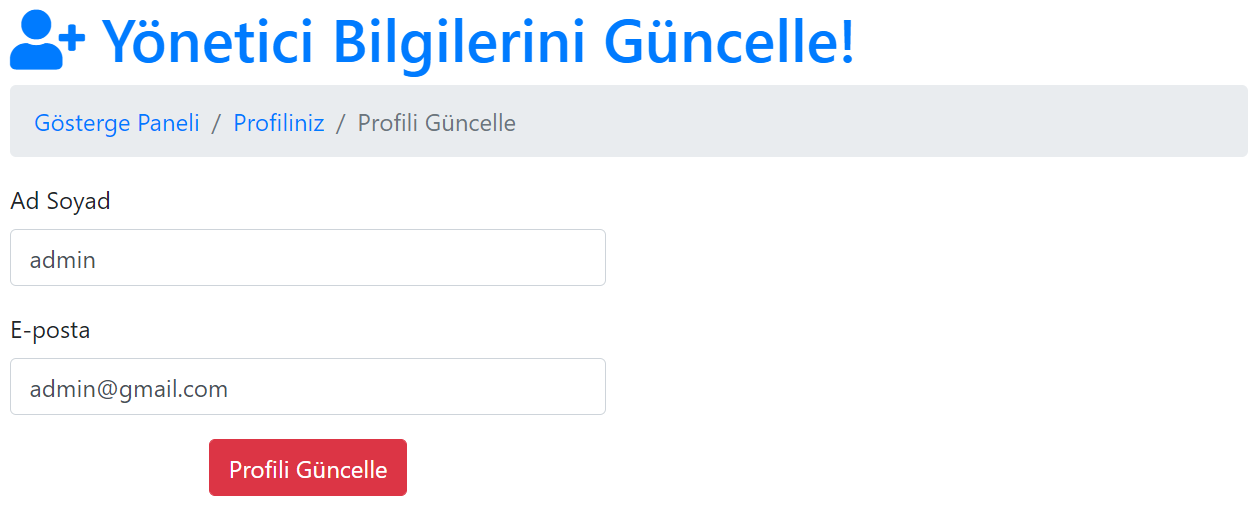 Yönetici Bilgilerini Güncelle!
Gösterge Paneli / Profiliniz / Profili Güncelle
Ad Soyad
admin
E-posta
admin@gmail.com
Profili Güncelle